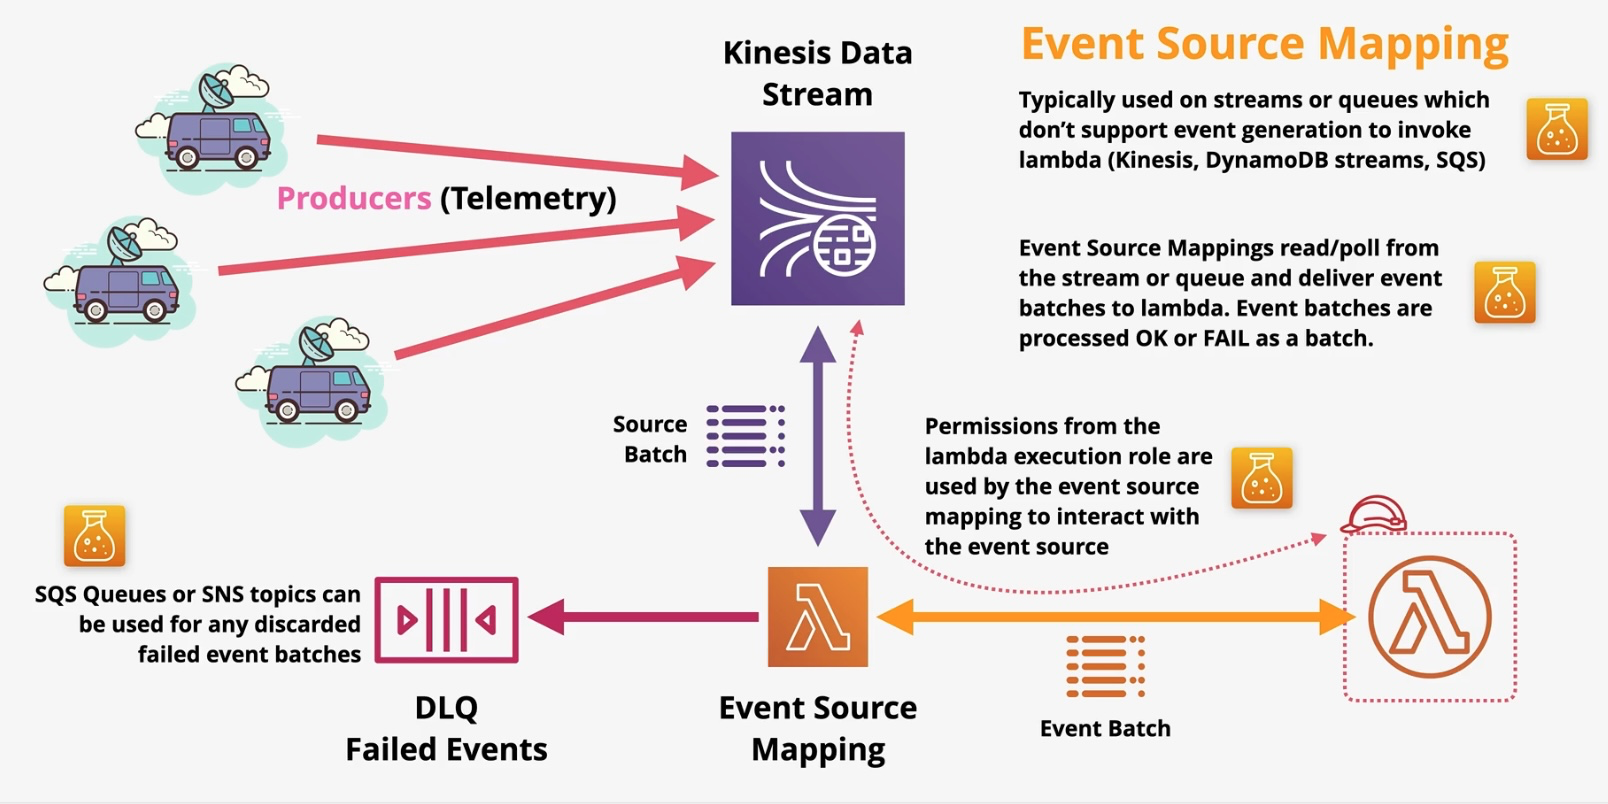 Kinesis Data
Stream
Event Source Mapping
Typically used on streams or queues which
don’t support event generation to invoke
lambda (Kinesis, DynamoDB streams, SQS)
Producers (Telemetry)
Event Source Mappings read/poll from
the stream or queue and deliver event
batches to lambda. Event batches are
processed OK or FAIL as a batch.
Source
Batch
Permissions from the
lambda execution role are
used by the event source
mapping to interact with
the event source
SQS Queues or SNS topics can
be used for any discarded
failed event batches
DLQ
Failed Events
Event Source
Mapping
Event Batch